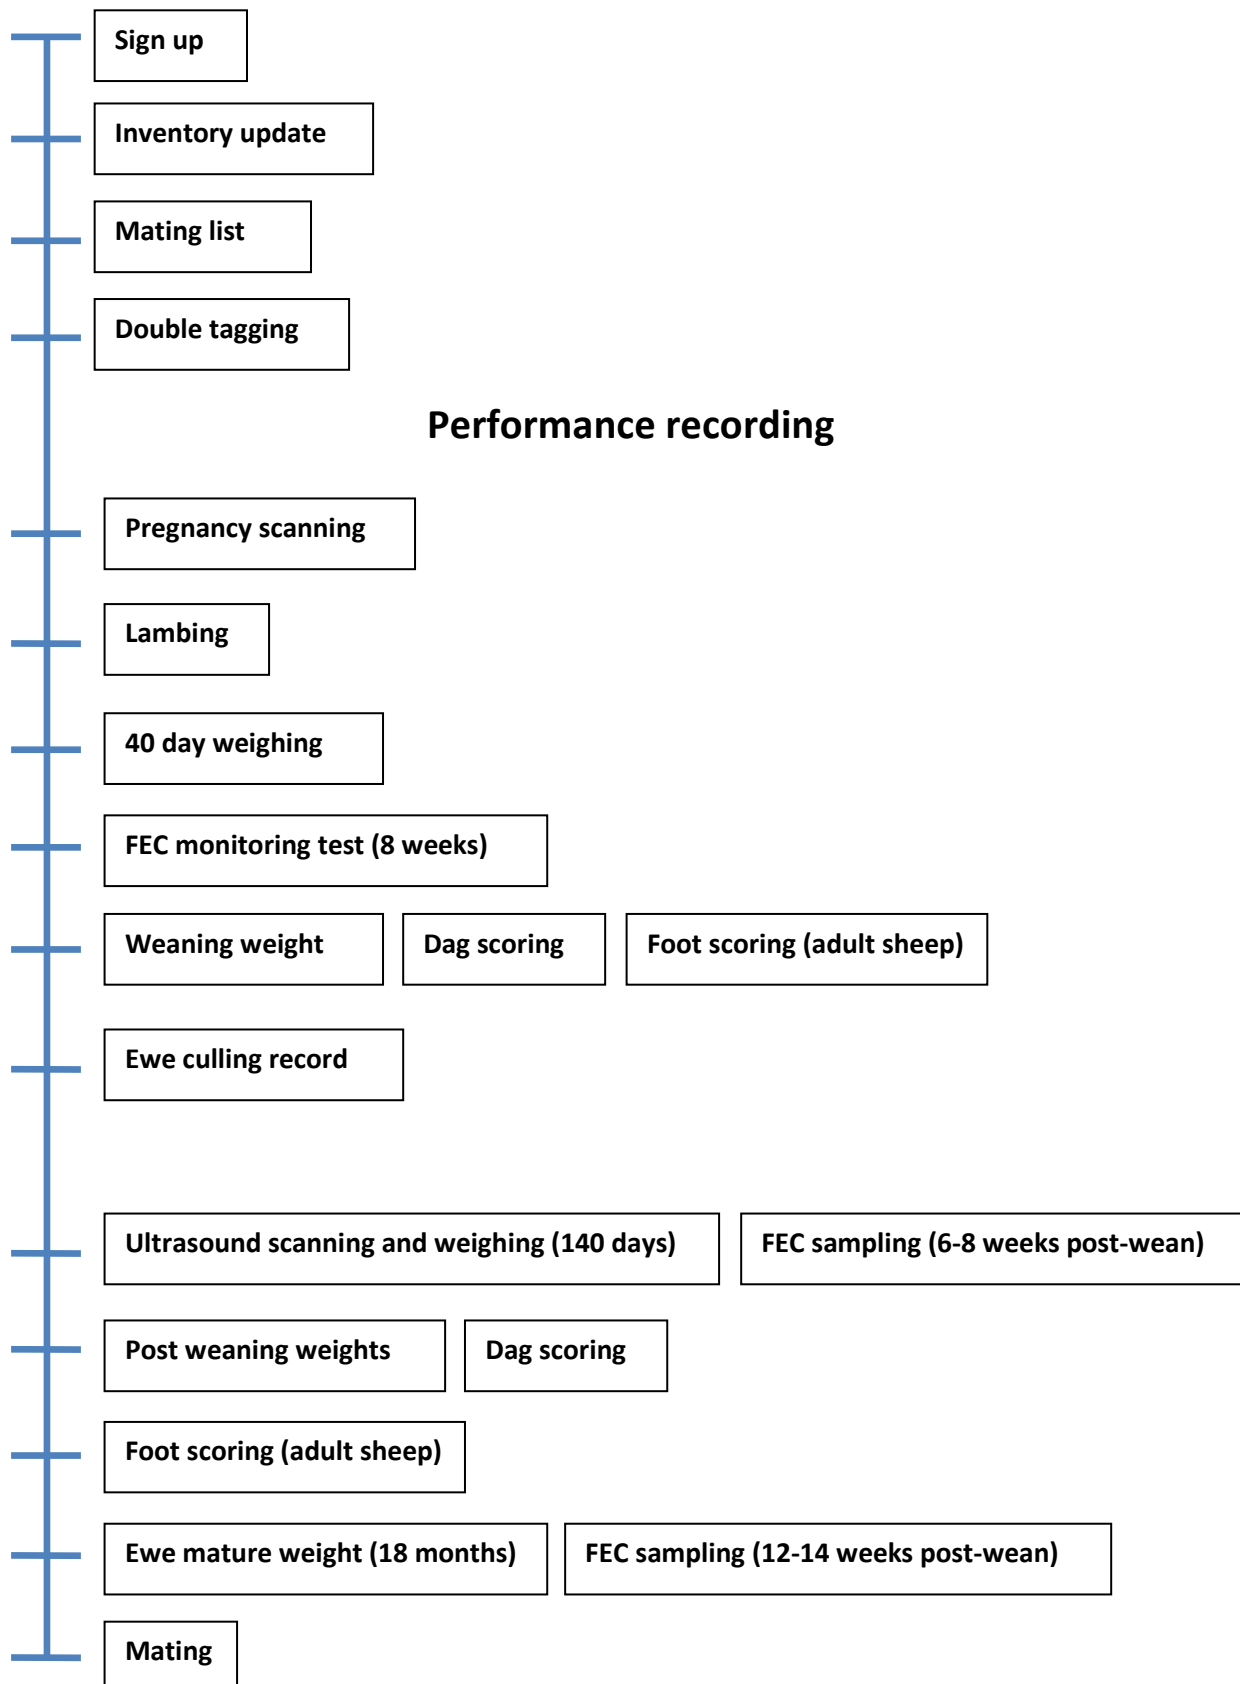 Sign up
Inventory update
Mating list
Double tagging
Performance recording
Pregnancy scanning
Lambing
40 day weighing
FEC monitoring test (8 weeks)
Weaning weight
Dag scoring
Foot scoring (adult sheep)
Ewe culling record
Ultrasound scanning and weighing (140 days)
FEC sampling (6-8 weeks post-wean)
Post weaning weights
Dag scoring
Foot scoring (adult sheep)
Ewe mature weight (18 months)
FEC sampling (12-14 weeks post-wean)
Mating